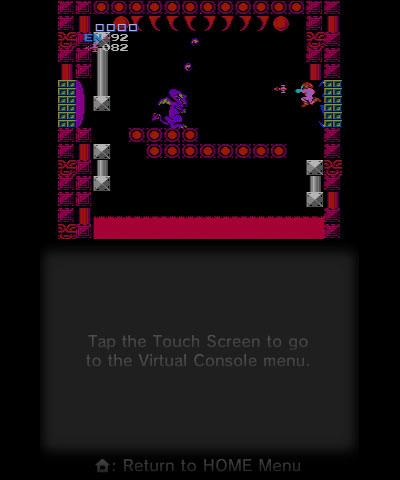 EN 92
082
Tap the Touch Screen to go
to the Virtual Console menu.
: Return to HOME Menu